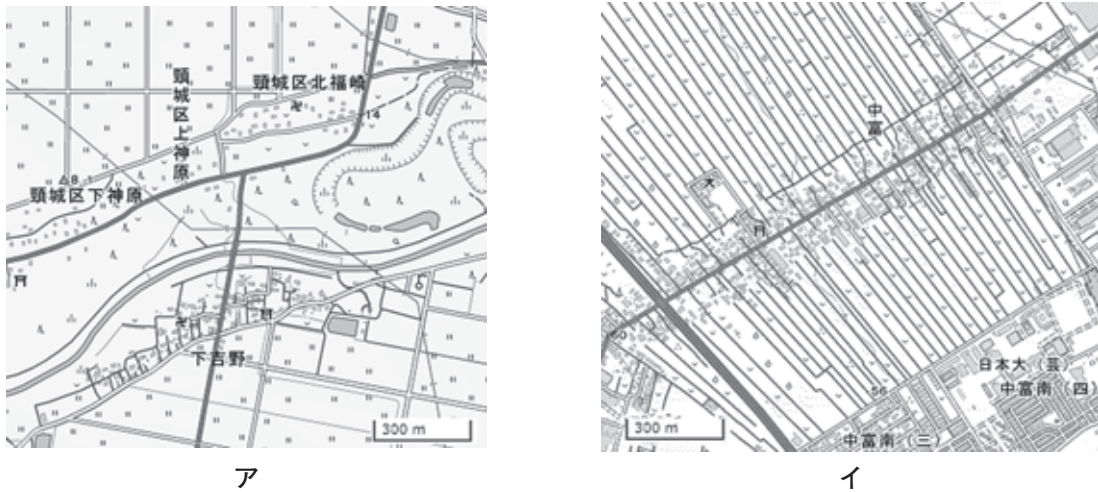 頸城区北福崎
頸城区上神原
14
8
頸城区下神原
下吉野
300 m
ア
中富
大
日本大(芸)
中富南(四)
56
中富南(三)
300 m
イ